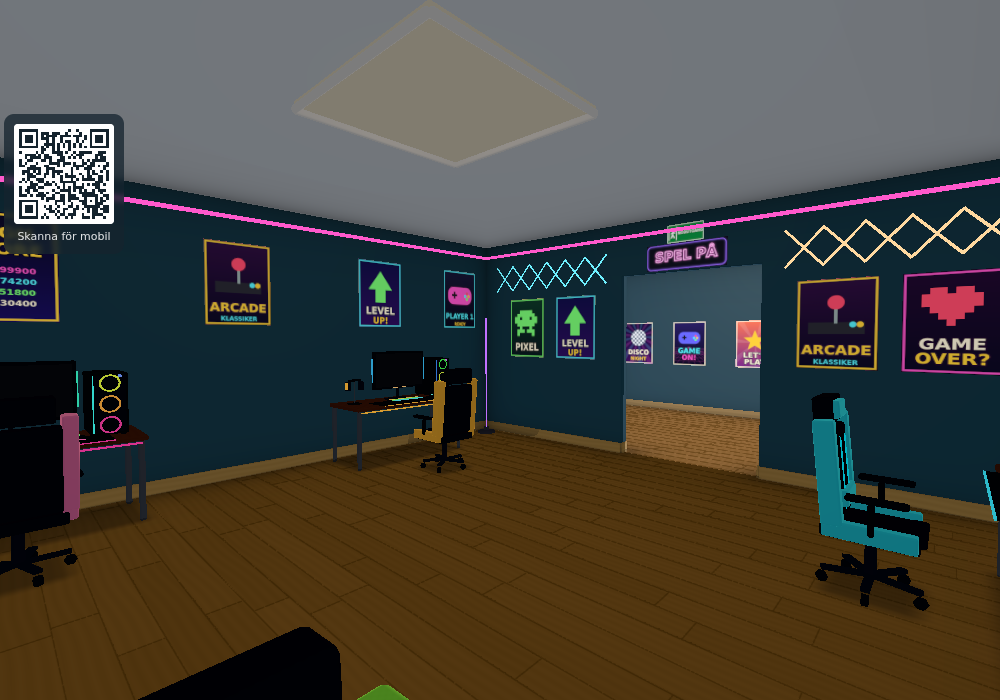 Skanna för mobil
99900
74200
51800
30400
ARCADE
KLASSIKER
LEVEL
UP!
PLAYER 1
READY
PIXEL
LEVEL
UP!
SPEL PÅ
DISCO
NIGHT
GAME
ON!
ARCADE
KLASSIKER
GAME
OVER?